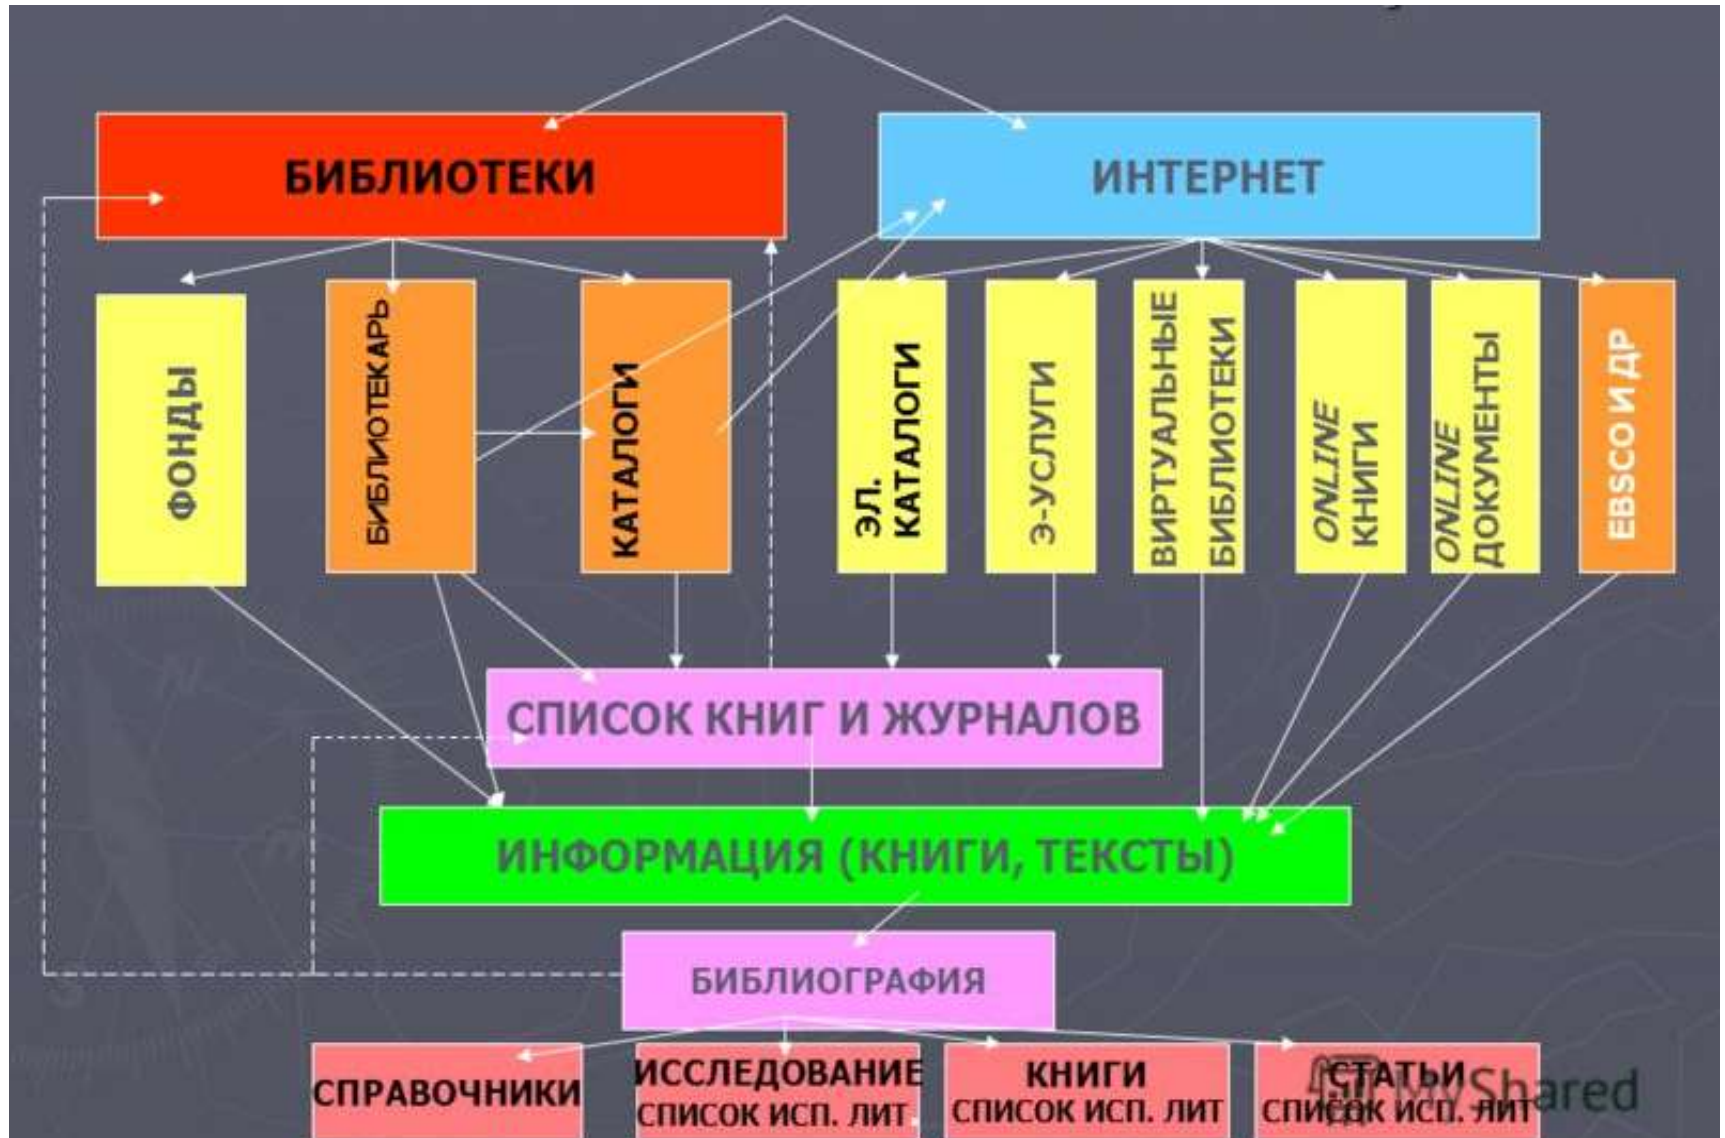 БИБЛИОТЕКИ
ИНТЕРНЕТ
ФОНДЫ
БИБЛИОТЕКАРЬ
КАТАЛОГИ
ЭЛ.
КАТАЛОГИ
Э-УСЛУГИ
ВИРТУАЛЬНЫЕ
БИБЛИОТЕКИ
ONLINE
КНИГИ
ONLINE
ДОКУМЕНТЫ
EBSCO И ДР
СПИСОК КНИГ И ЖУРНАЛОВ
ИНФОРМАЦИЯ (КНИГИ, ТЕКСТЫ)
БИБЛИОГРАФИЯ
СПРАВОЧНИКИ
ИССЛЕДОВАНИЕ
СПИСОК ИСП. ЛИТ.
КНИГИ
СПИСОК ИСП. ЛИТ
СТАТЬИ
СПИСОК ИСП. ЛИТ
MyShared